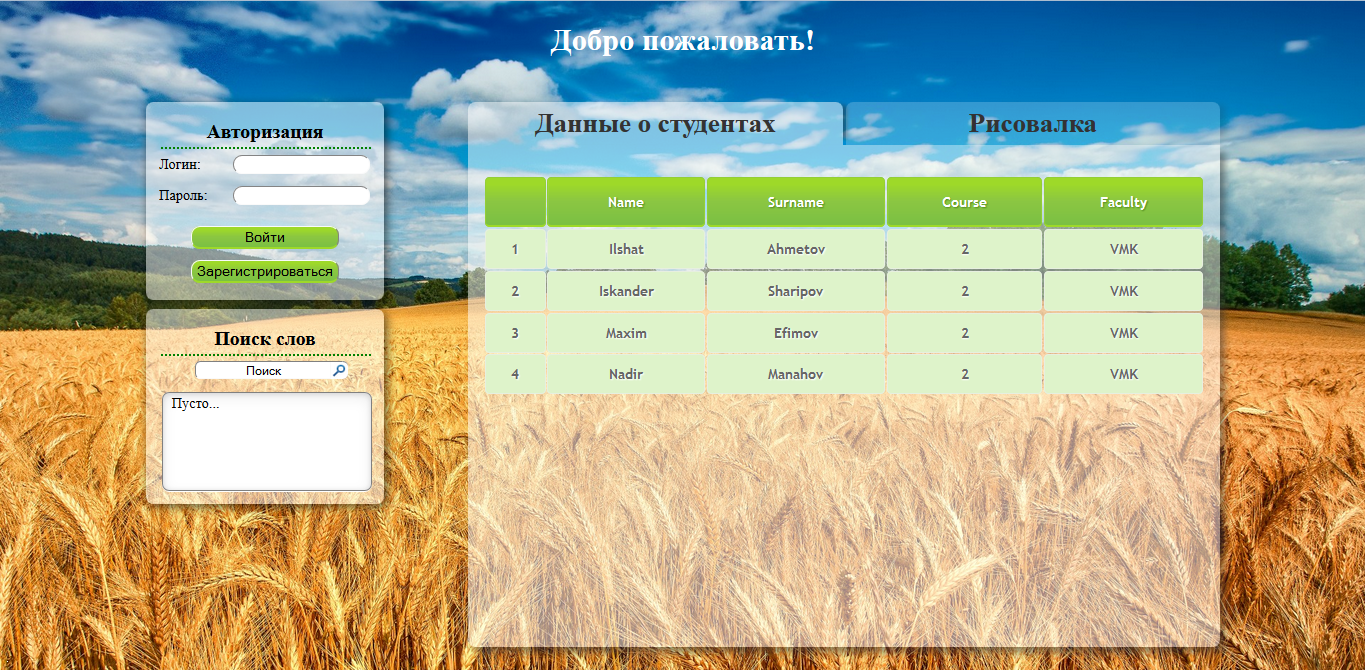 Добро пожаловать!
Авторизация
Логин:
Пароль:
Войти
Зарегистрироваться
Поиск слов
Поиск
Пусто...
Данные о студентах Рисовалка
Name Surname Course Faculty
1 Ilshat Ahmetov 2 VMK
2 Iskander Sharipov 2 VMK
3 Maxim Efimov 2 VMK
4 Nadir Manahov 2 VMK